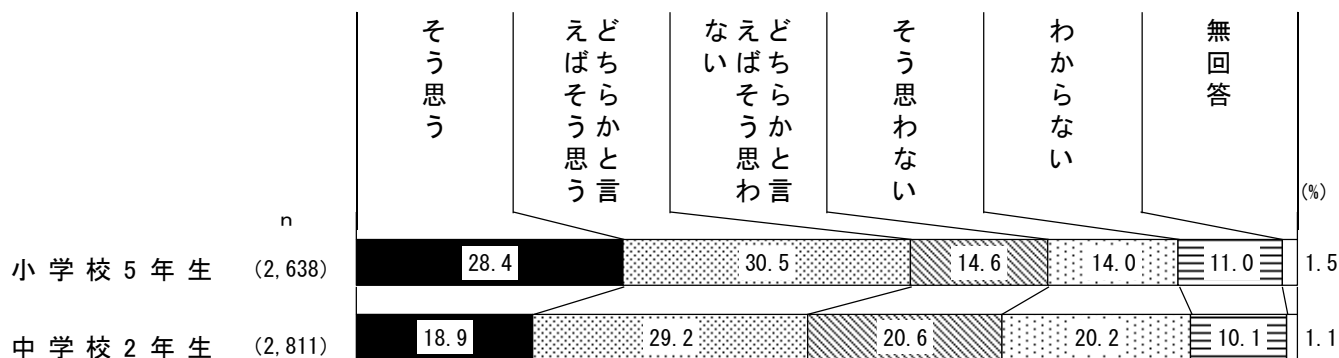 そう思う
どちらかと言
えばそう思う
どちらかと言
えばそう思わ
ない
そう思わない
わからない
無回答
(%)
n
小学校5年生 (2,638) 28.4 30.5 14.6 14.0 11.0 1.5
中学校2年生 (2,811) 18.9 29.2 20.6 20.2 10.1 1.1